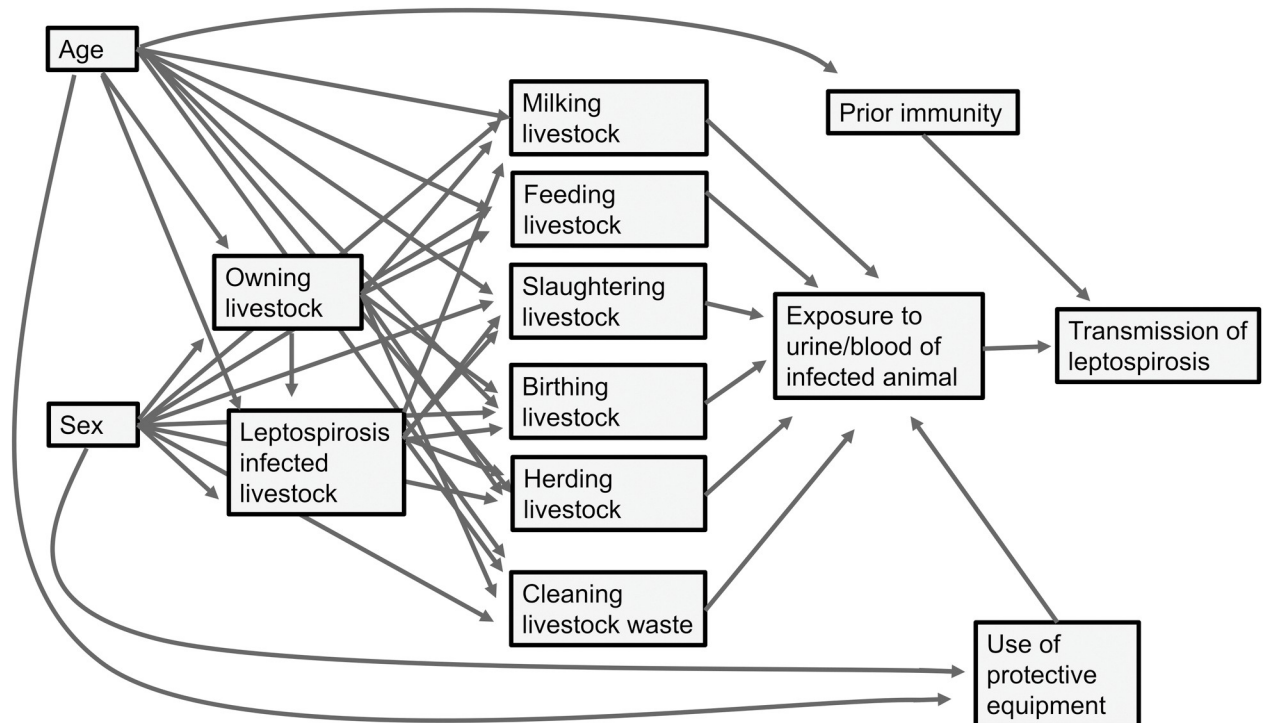 Age
Prior immunity
Milking
livestock
Feeding
livestock
Owning
livestock
Slaughtering
livestock
Exposure to
urine/blood of
infected animal
Transmission of
leptospirosis
Birthing
livestock
Sex
Leptospirosis
infected
livestock
Herding
livestock
Cleaning
livestock waste
Use of
protective
equipment